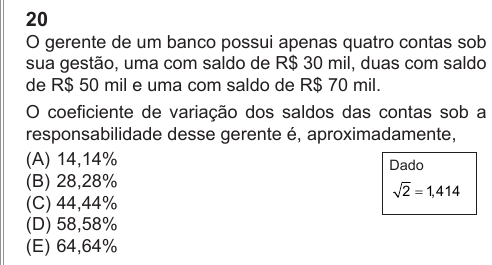 20
O gerente de um banco possui apenas quatro contas sob
sua gestão, uma com saldo de R$ 30 mil, duas com saldo
de R$ 50 mil e uma com saldo de R$ 70 mil.
O coeficiente de variação dos saldos das contas sob a
responsabilidade desse gerente é, aproximadamente,
(A) 14,14%
(B) 28,28%
(C) 44,44%
(D) 58,58%
(E) 64,64%
Dado
√2 = 1,414